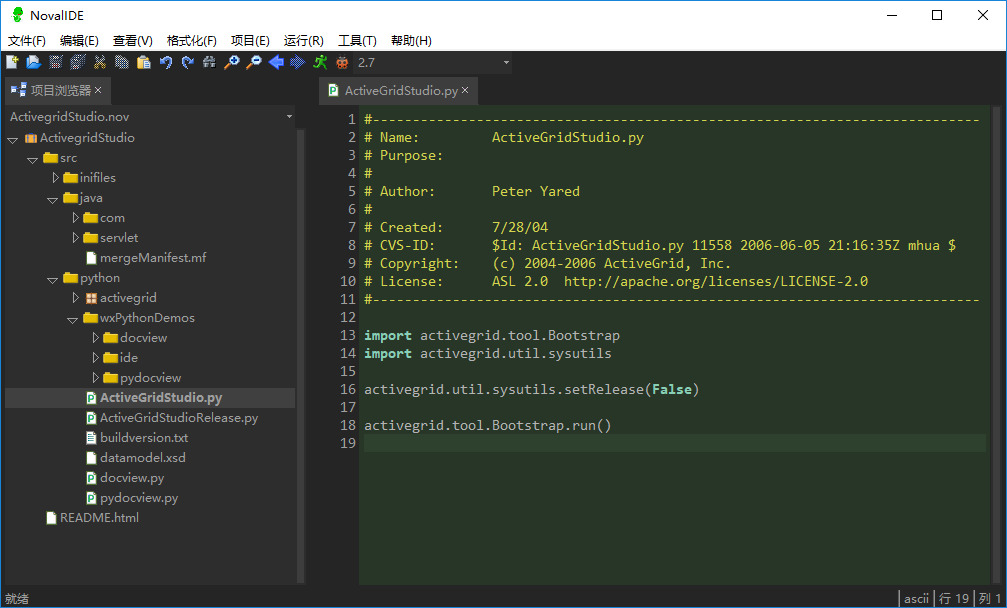 NovalIDE
文件(F) 编辑(E) 查看(V) 格式化(F) 项目(E) 运行(R) 工具(T) 帮助(H)
2.7
项目浏览器
ActiveGridStudio.py
ActivegridStudio.nov
ActivegridStudio
src
inifiles
java
com
servlet
mergeManifest.mf
python
activegrid
wxPythonDemos
docview
ide
pydocview
ActiveGridStudio.py
ActiveGridStudioRelease.py
buildversion.txt
datamodel.xsd
docview.py
pydocview.py
README.html
1 #----------------------------------------------------------------------------
2 # Name:         ActiveGridStudio.py
3 # Purpose:
4 #
5 # Author:       Peter Yared
6 #
7 # Created:      7/28/04
8 # CVS-ID:       $Id: ActiveGridStudio.py 11558 2006-06-05 21:16:35Z mhua $
9 # Copyright:    (c) 2004-2006 ActiveGrid, Inc.
10 # License:      ASL 2.0  http://apache.org/licenses/LICENSE-2.0
11 #----------------------------------------------------------------------------
12
13 import activegrid.tool.Bootstrap
14 import activegrid.util.sysutils
15
16 activegrid.util.sysutils.setRelease(False)
17
18 activegrid.tool.Bootstrap.run()
19
就绪
ascii 行 19 列 1